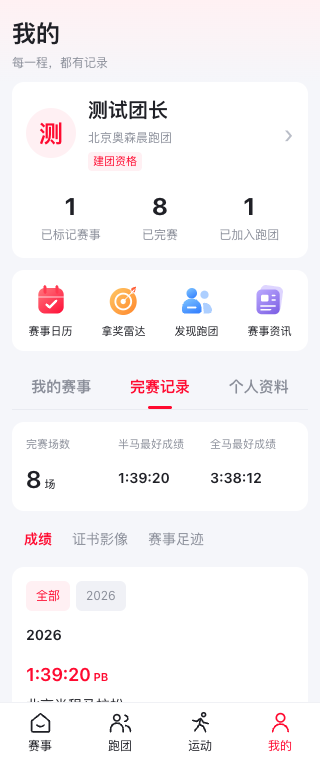 我的
每一程，都有记录
测
测试团长
北京奥森晨跑团
建团资格
1 8 1
已标记赛事 已完赛 已加入跑团
赛事日历 拿奖雷达 发现跑团 赛事资讯
我的赛事 完赛记录 个人资料
完赛场数 半马最好成绩 全马最好成绩
8 场 1:39:20 3:38:12
成绩 证书影像 赛事足迹
全部 2026
2026
1:39:20 PB
赛事 跑团 运动 我的